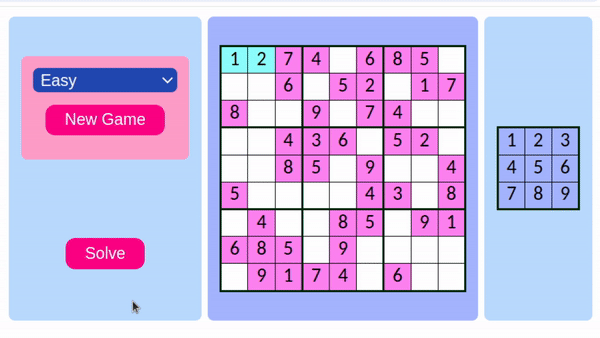 Easy
New Game
Solve
1 2 7 4 6 8 5
6 5 2 1 7
8 9 7 4
4 3 6 5 2
8 5 9 4
5 4 3 8
4 8 5 9 1
6 8 5 9
9 1 7 4 6
1 2 3
4 5 6
7 8 9